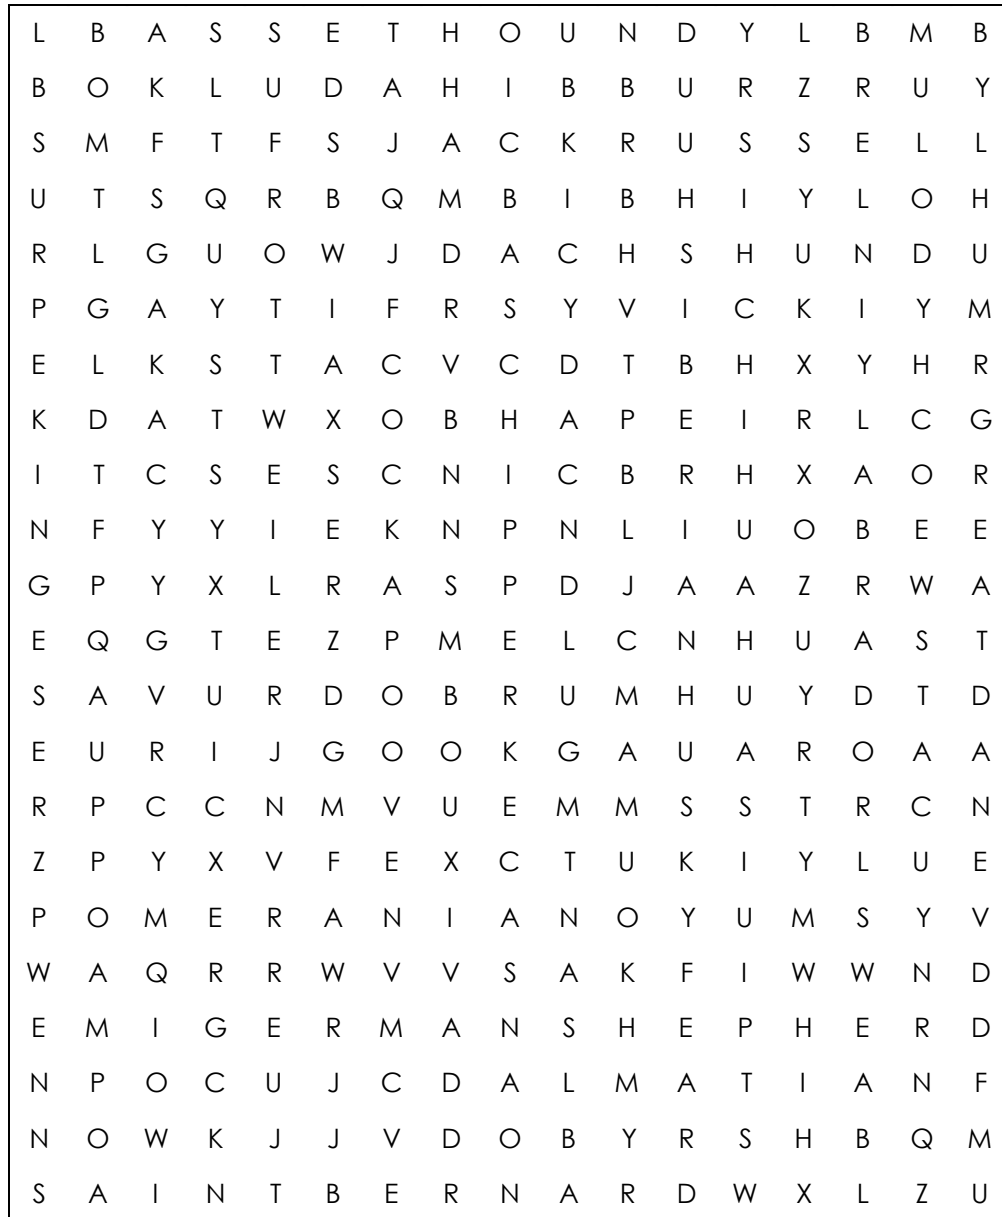 L B A S S E T H O U N D Y L B M B
B O K L U D A H I B B U R Z R U Y
S M F T F S J A C K R U S S E L L
U T S Q R B Q M B I B H I Y L O H
R L G U O W J D A C H S H U N D U
P G A Y T I F R S Y V I C K I Y M
E L K S T A C V C D T B H X Y H R
K D A T W X O B H A P E I R L C G
I T C S E S C N I C B R H X A O R
N F Y Y I E K N P N L I U O B E E
G P Y X L R A S P D J A A Z R W A
E Q G T E Z P M E L C N H U A S T
S A V U R D O B R U M H U Y D T D
E U R I J G O O K G A U A R O A A
R P C C N M V U E M M S S T R C N
Z P Y X V F E X C T U K I Y L U E
P O M E R A N I A N O Y U M S Y V
W A Q R R W V V S A K F I W W N D
E M I G E R M A N S H E P H E R D
N P O C U J C D A L M A T I A N F
N O W K J J V D O B Y R S H B Q M
S A I N T B E R N A R D W X L Z U